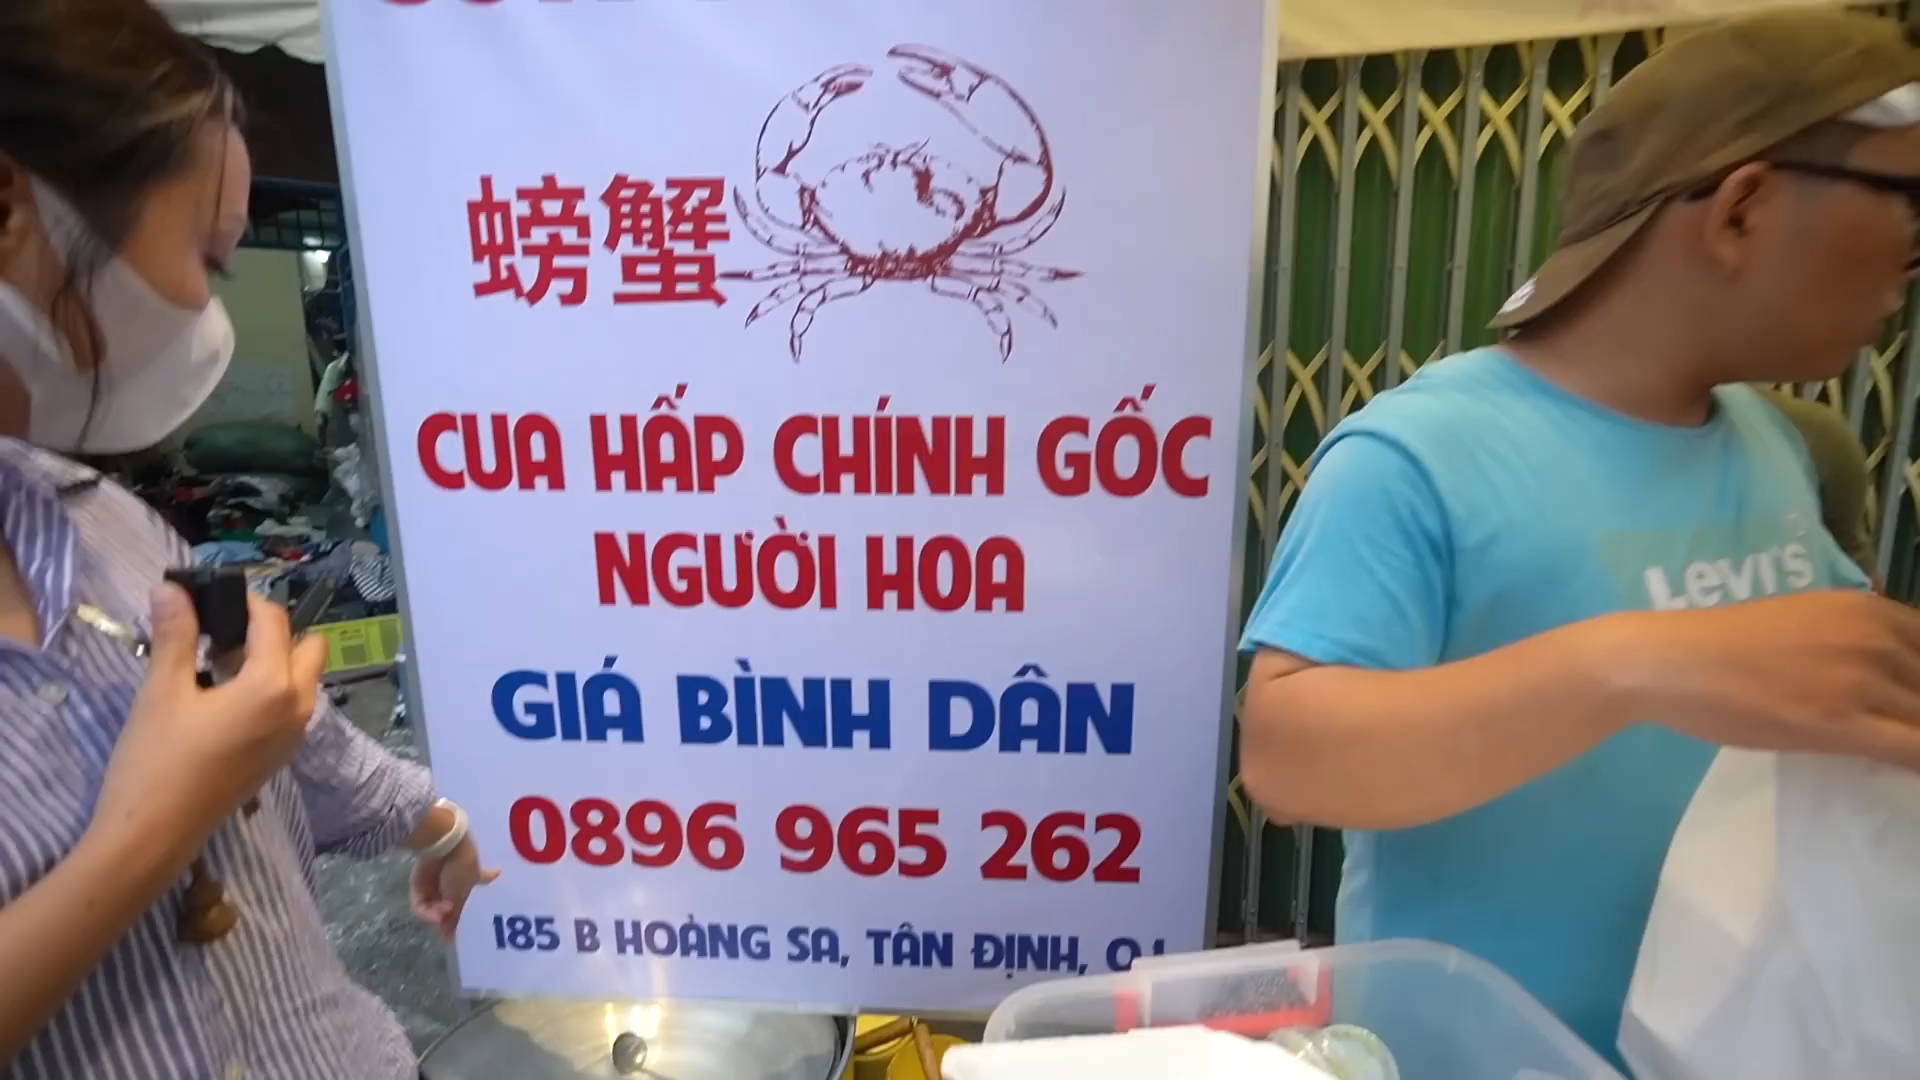 螃蟹
CUA HẤP CHÍNH GỐC
NGƯỜI HOA
GIÁ BÌNH DÂN
0896 965 262
185 B HOÀNG SA, TÂN ĐỊNH,
Levi's